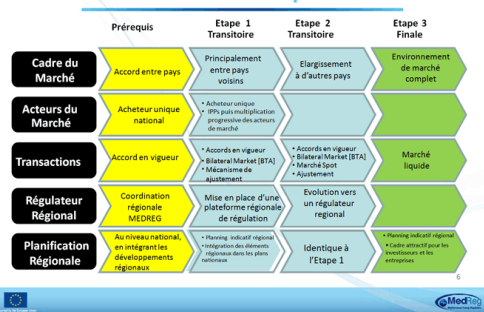 Prérequis
Etape 1
Transitoire
Etape 2
Transitoire
Etape 3
Finale
Cadre du
Marché
Accord entre pays
Principalement
entre pays
voisins
Elargissement
à d'autres pays
Environnement
de marché
complet
Acteurs du
Marché
Acheteur unique
national
• Acheteur unique
• IPPs puis multiplication
progressive des acteurs
de marché
Transactions
Accord en vigueur
• Accords en vigueur
• Bilateral Market [BTA]
• Mécanisme de
ajustement
• Accords en vigueur
• Bilateral Market [BTA]
• Marché Spot
• Ajustement
Marché
liquide
Régulateur
Régional
Coordination
régionale
MEDREG
Mise en place d'une
plateforme régionale
de régulation
Evolution vers
un régulateur
regional
Planification
Régionale
Au niveau national,
en intégrant les
développements
régionaux
• Planning indicatif régional
• Intégration des éléments
régionaux dans les plans
nationaux
Identique à
l'Etape 1
• Planning indicatif régional
• Cadre attractif pour les
investisseurs et les
entreprises
6
MedReg